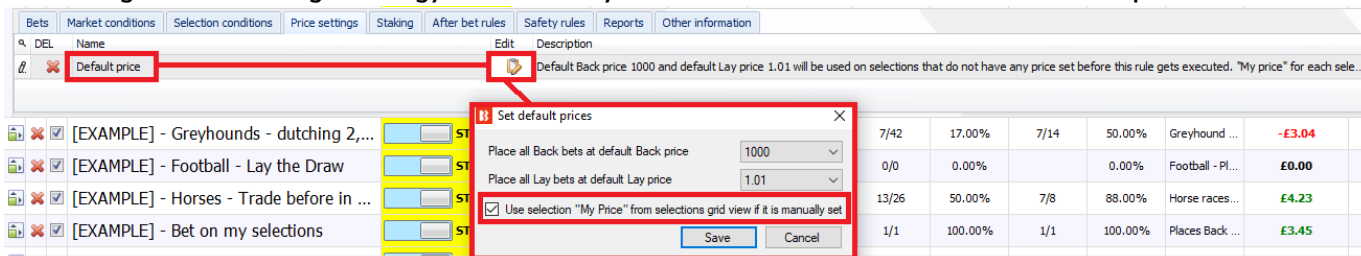 Bets Market conditions Selection conditions Price settings Staking After bet rules Safety rules Reports Other information
DEL Name Edit Description
Default price Default Back price 1000 and default Lay price 1.01 will be used on selections that do not have any price set before this rule gets executed. "My price" for each sele...
Set default prices
Place all Back bets at default Back price 1000
Place all Lay bets at default Lay price 1.01
Use selection "My Price" from selections grid view if it is manually set
Save Cancel
[EXAMPLE] - Greyhounds - dutching 2,... ST 7/42 17.00% 7/14 50.00% Greyhound ... -£3.04
[EXAMPLE] - Football - Lay the Draw ST 0/0 0.00% 0.00% Football - Pl... £0.00
[EXAMPLE] - Horses - Trade before in ... ST 13/26 50.00% 7/8 88.00% Horse races... £4.23
[EXAMPLE] - Bet on my selections ST 1/1 100.00% 1/1 100.00% Places Back ... £3.45